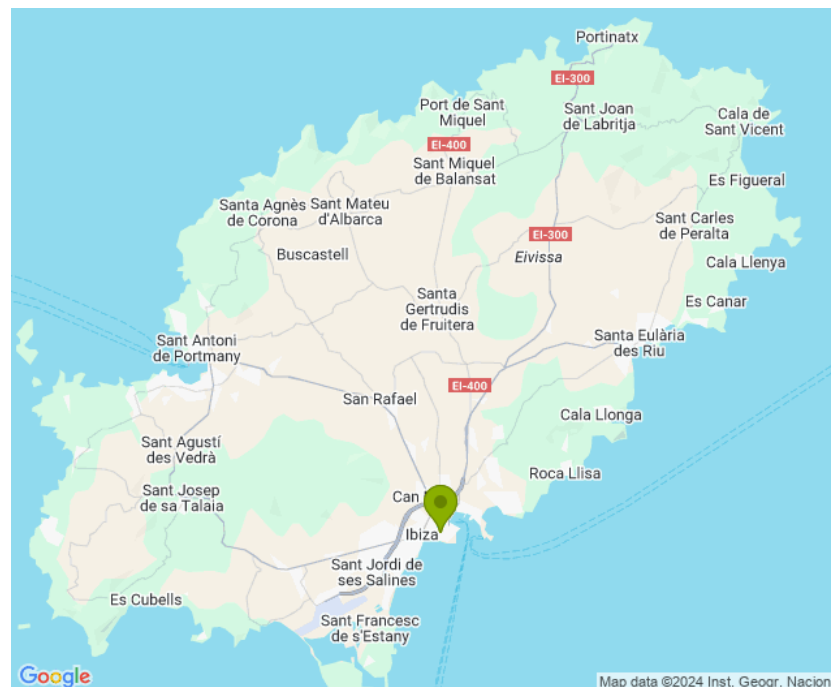 Portinatx
EI-300
Port de Sant
Miquel
Sant Joan
de Labritja
Cala de
Sant Vicent
EI-400
Sant Miquel
de Balansat
Es Figueral
Santa Agnès
de Corona
Sant Mateu
d'Albarca
Sant Carles
de Peralta
EI-300
Buscastell
Eivissa
Cala Llenya
Santa
Gertrudis
de Fruitera
Es Canar
Sant Antoni
de Portmany
Santa Eulària
des Riu
EI-400
San Rafael
Cala Llonga
Sant Agustí
des Vedrà
Roca Llisa
Sant Josep
de sa Talaia
Can
Ibiza
Sant Jordi de
ses Salines
Es Cubells
Sant Francesc
de s'Estany
Google
Map data ©2024 Inst. Geogr. Nacion